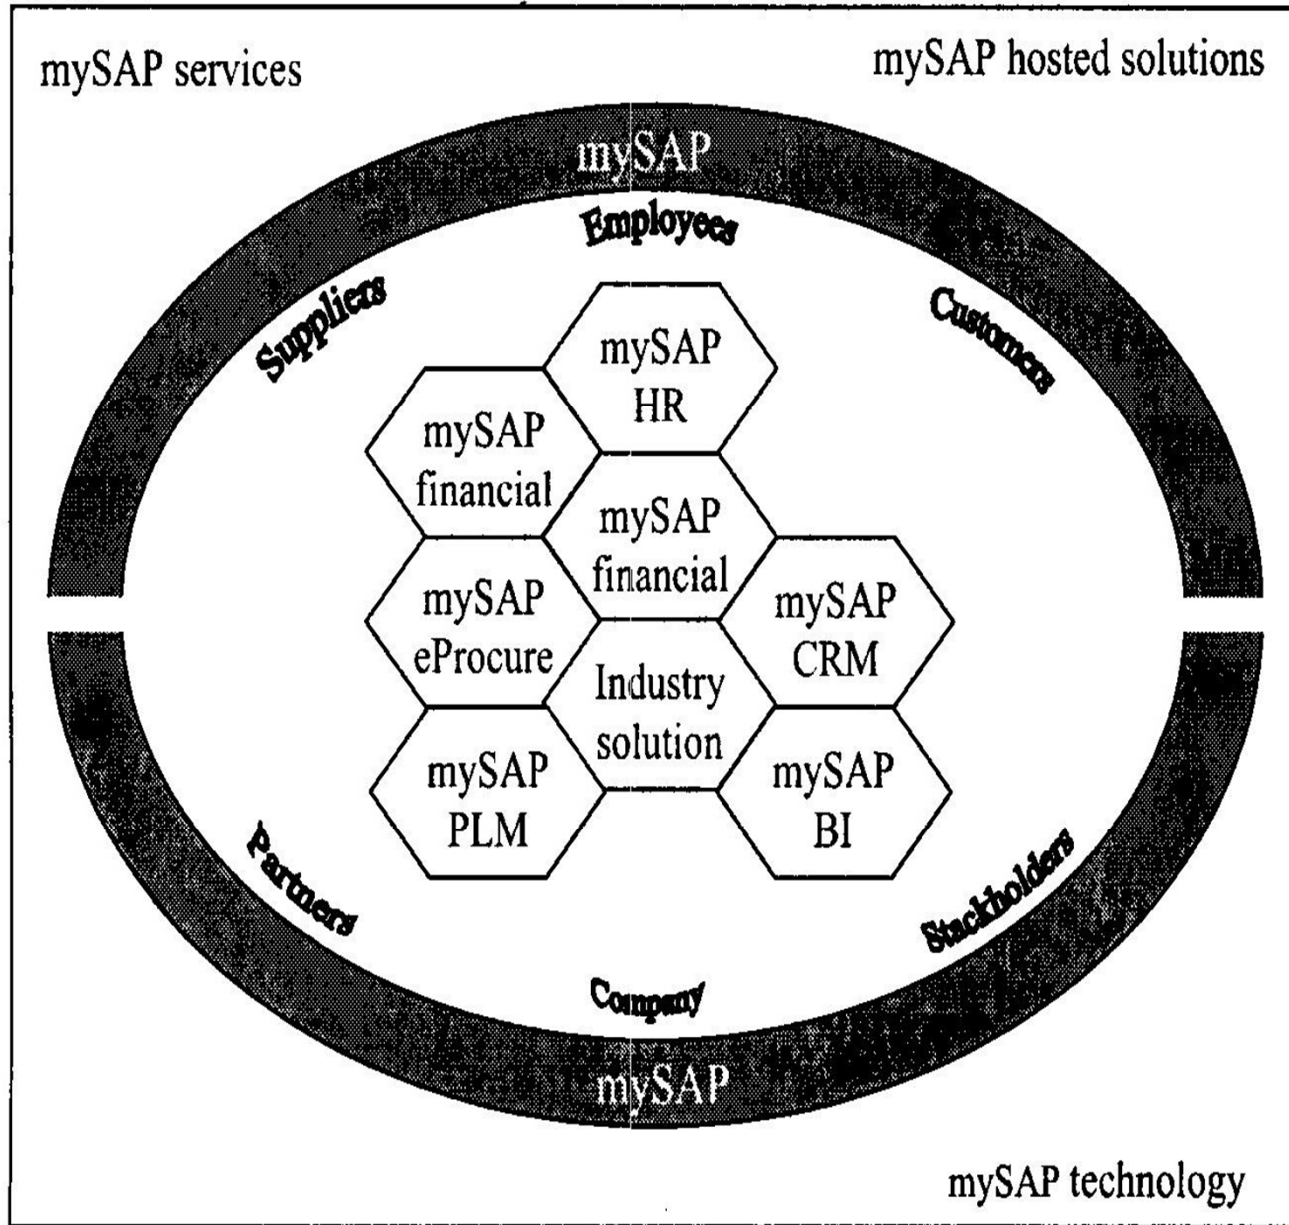 mySAP services
mySAP hosted solutions
mySAP
Employees
Suppliers
Customers
mySAP
HR
mySAP
financial
mySAP
financial
mySAP
eProcure
mySAP
CRM
Industry
solution
mySAP
PLM
mySAP
BI
Partners
Stackholders
Company
mySAP
mySAP technology